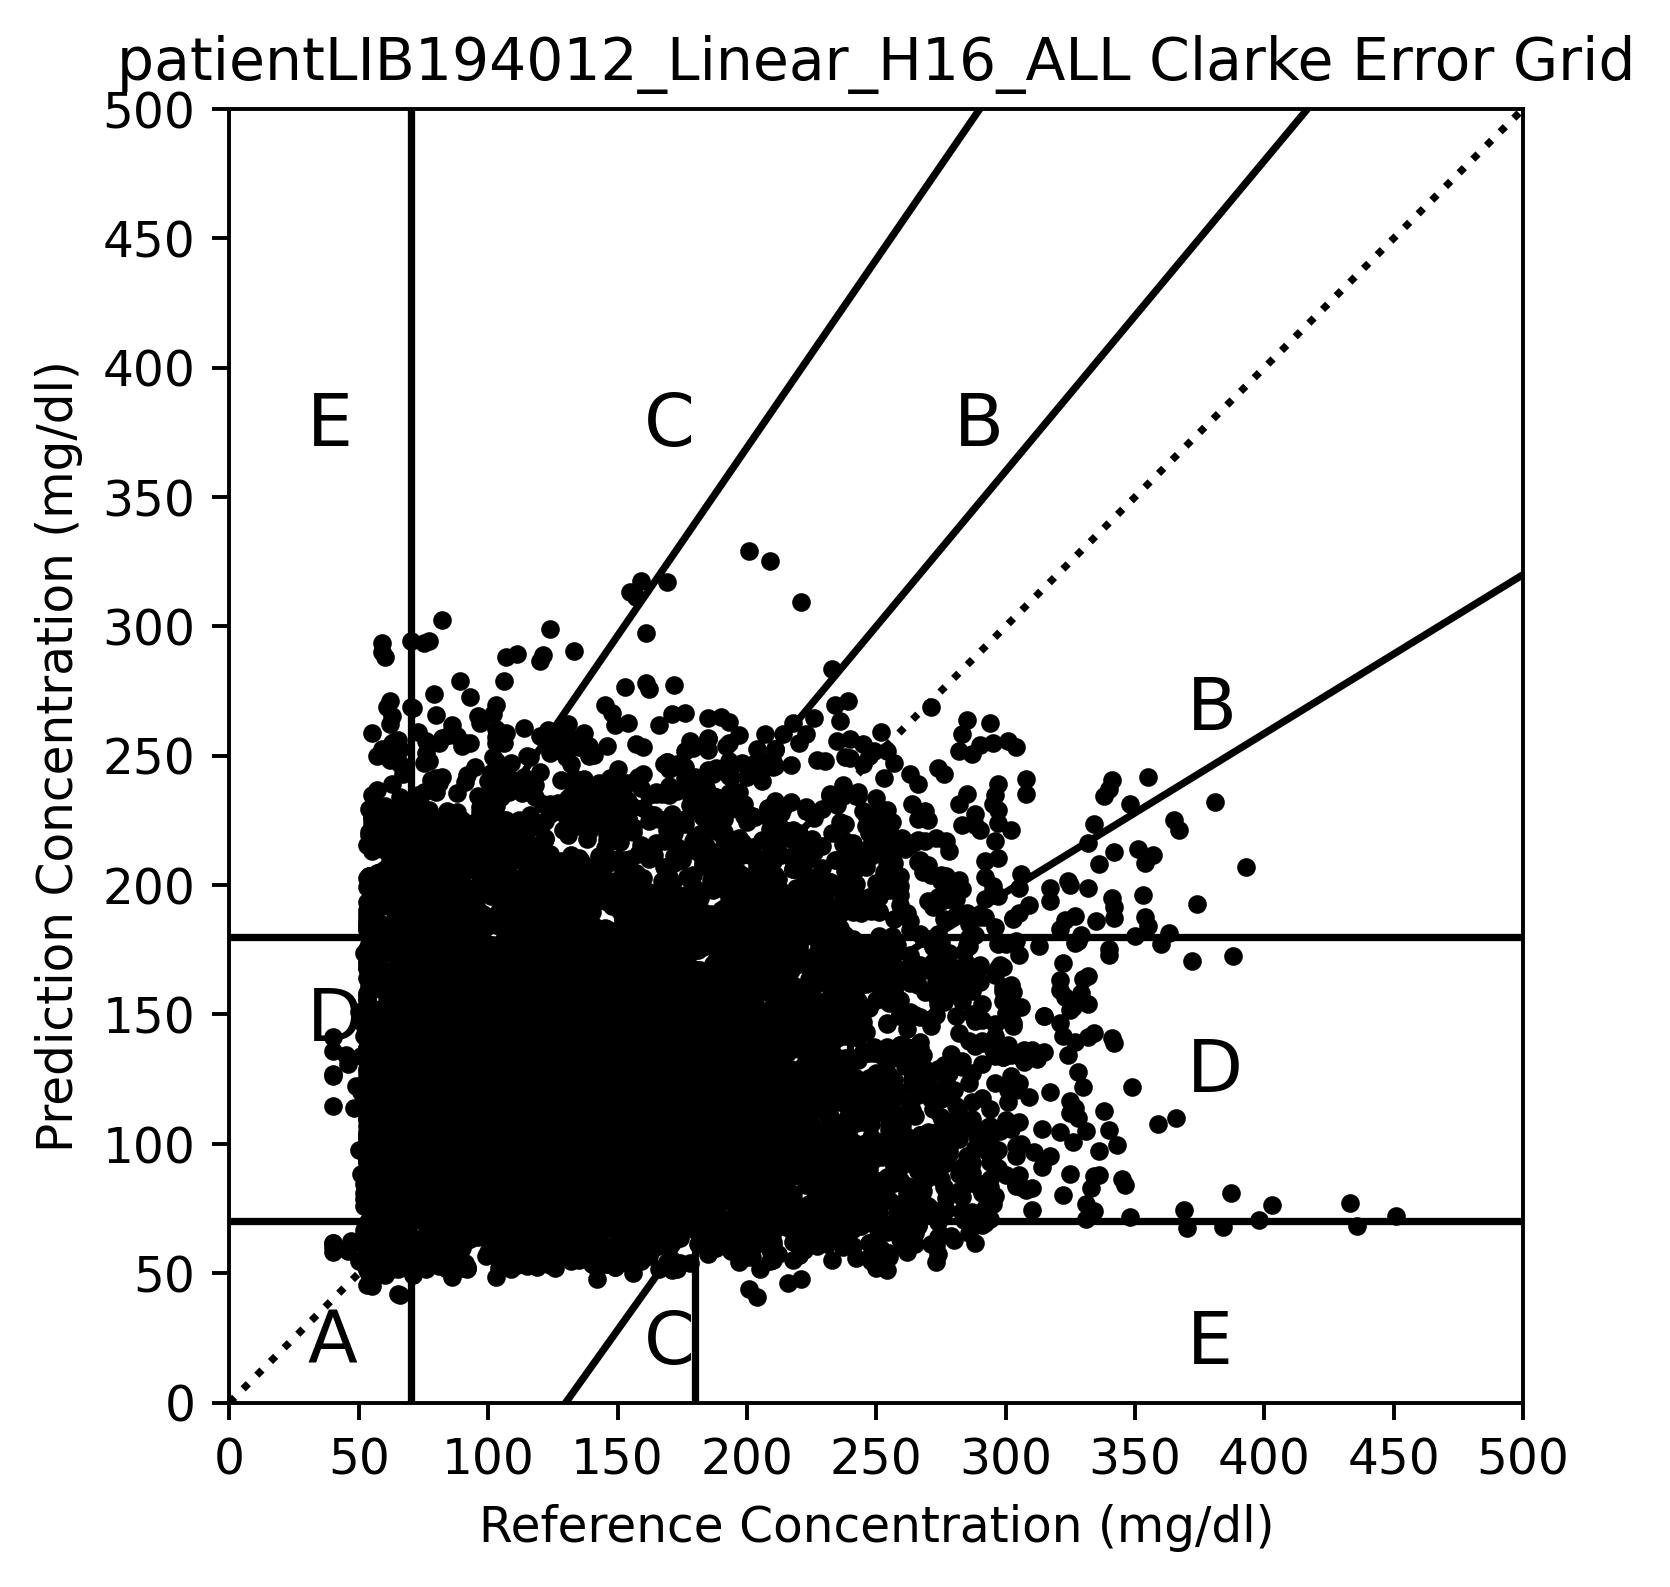 patientLIB194012_Linear_H16_ALL Clarke Error Grid
500
450
400
350
300
250
200
150
100
50
0
Prediction Concentration (mg/dl)
E
C
B
B
D
D
A
C
E
0 50 100 150 200 250 300 350 400 450 500
Reference Concentration (mg/dl)